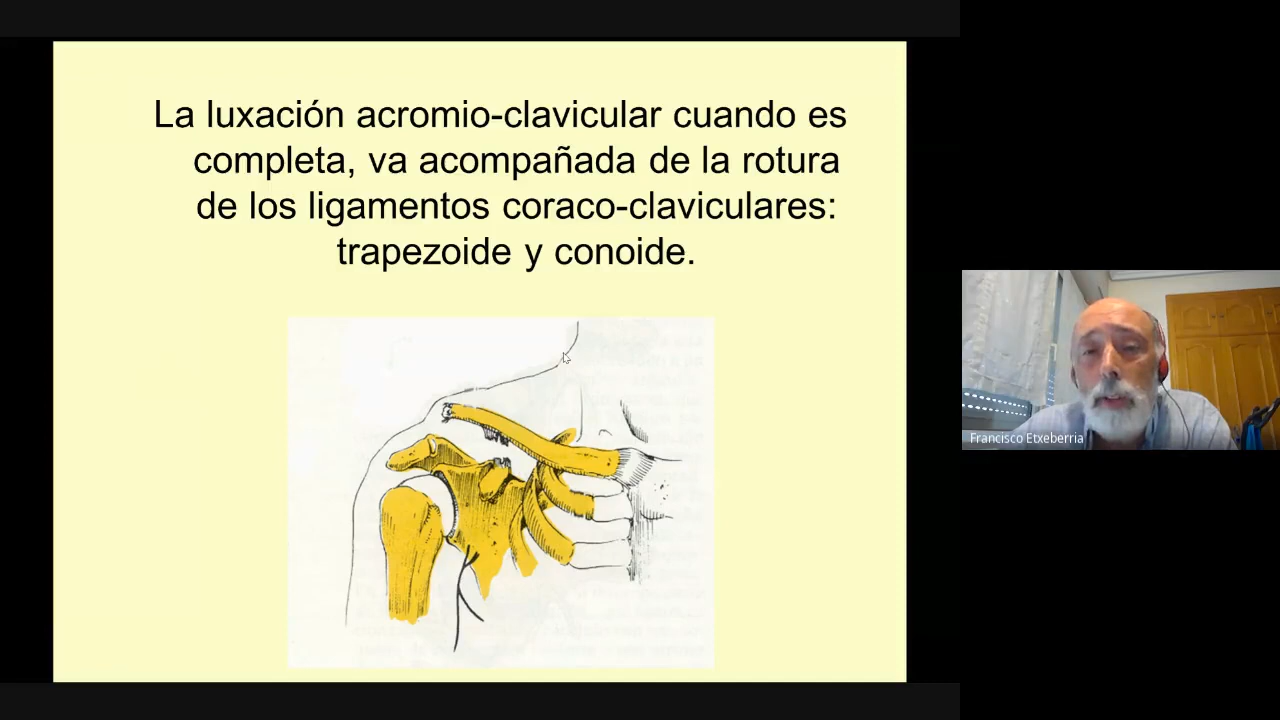 La luxación acromio-clavicular cuando es
completa, va acompañada de la rotura
de los ligamentos coraco-claviculares:
trapezoide y conoide.
Francisco Etxeberria